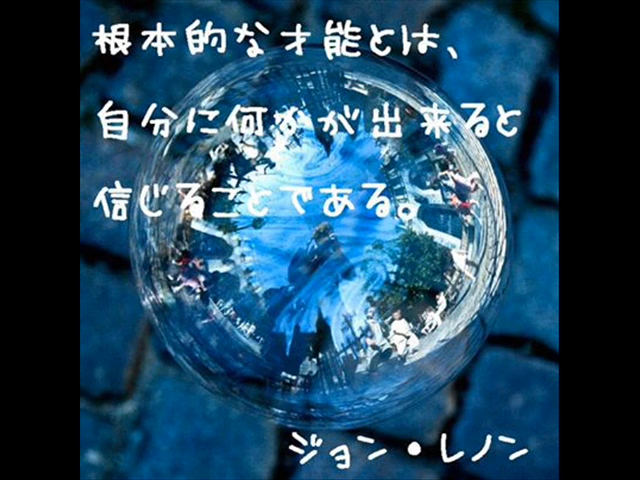 根本的な才能とは、
自分に何かが出来ると
信じることである。
ジョン・レノン